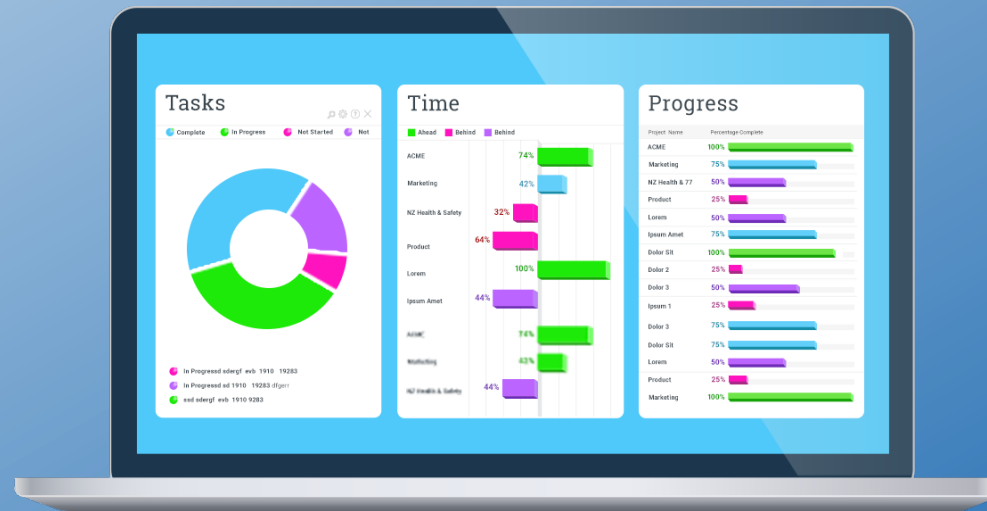 Tasks
Complete In Progress Not Started Not
In Progressd sdergf evb 1910 19283
In Progressd sd 1910 19283 dfgerr
ssd sdergf evb 1910 9283
Time
Ahead Behind Behind
ACME 74%
Marketing 42%
NZ Health & Safety 32%
Product 64%
Lorem 100%
Ipsum Amet 44%
ACME 74%
Marketing 43%
NZ Health & Safety 44%
Progress
Project Name Percentage Complete
ACME 100%
Marketing 75%
NZ Health & 77 50%
Product 25%
Lorem 50%
Ipsum Amet 75%
Dolor Sit 100%
Dolor 2 25%
Dolor 3 50%
Ipsum 1 25%
Dolor 3 75%
Dolor Sit 75%
Lorem 50%
Product 25%
Marketing 100%